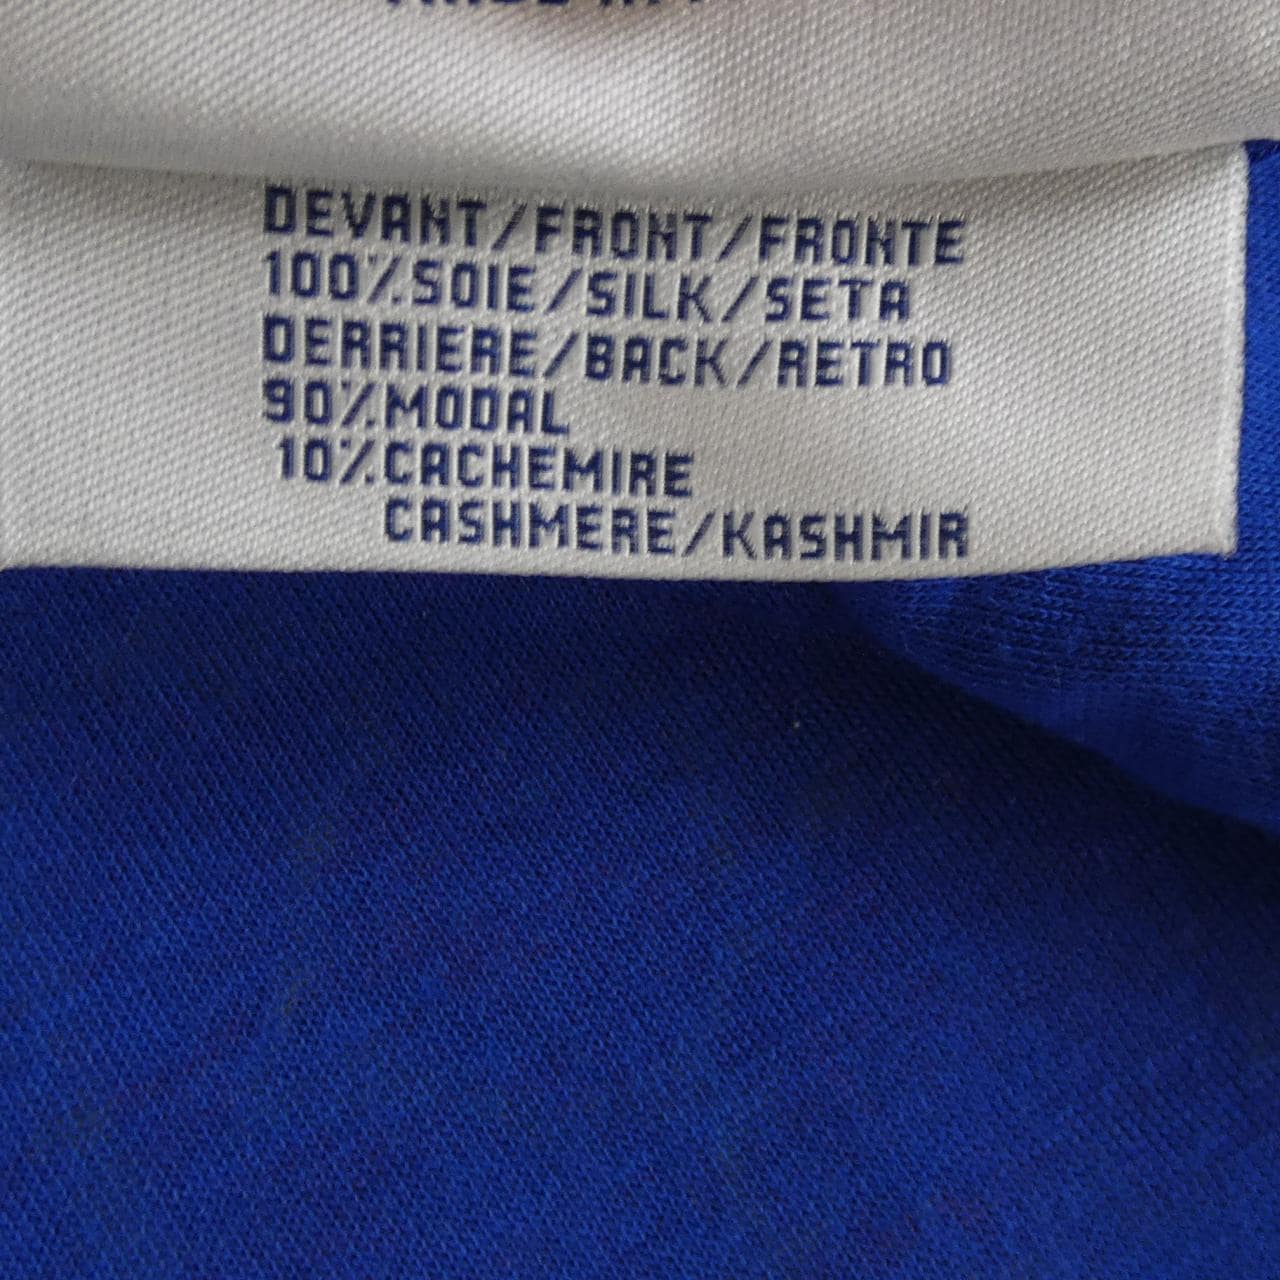 DEVANT/FRONT/FRONTE
100%SOIE/SILK/SETA
DERRIERE/BACK/RETRO
90%MODAL
10%CACHEMIRE
CASHMERE/KASHMIR